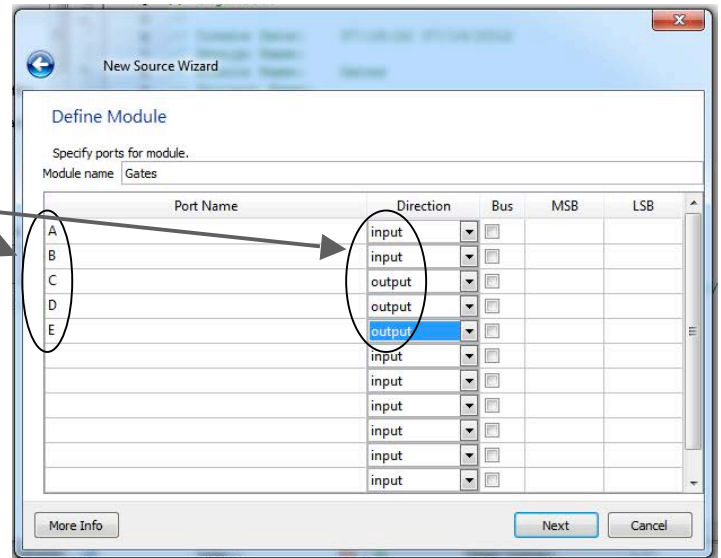 New Source Wizard
Define Module
Specify ports for module.
Module name Gates
Port Name Direction Bus MSB LSB
A input
B input
C output
D output
E output
input
input
input
input
input
input
More Info Next Cancel